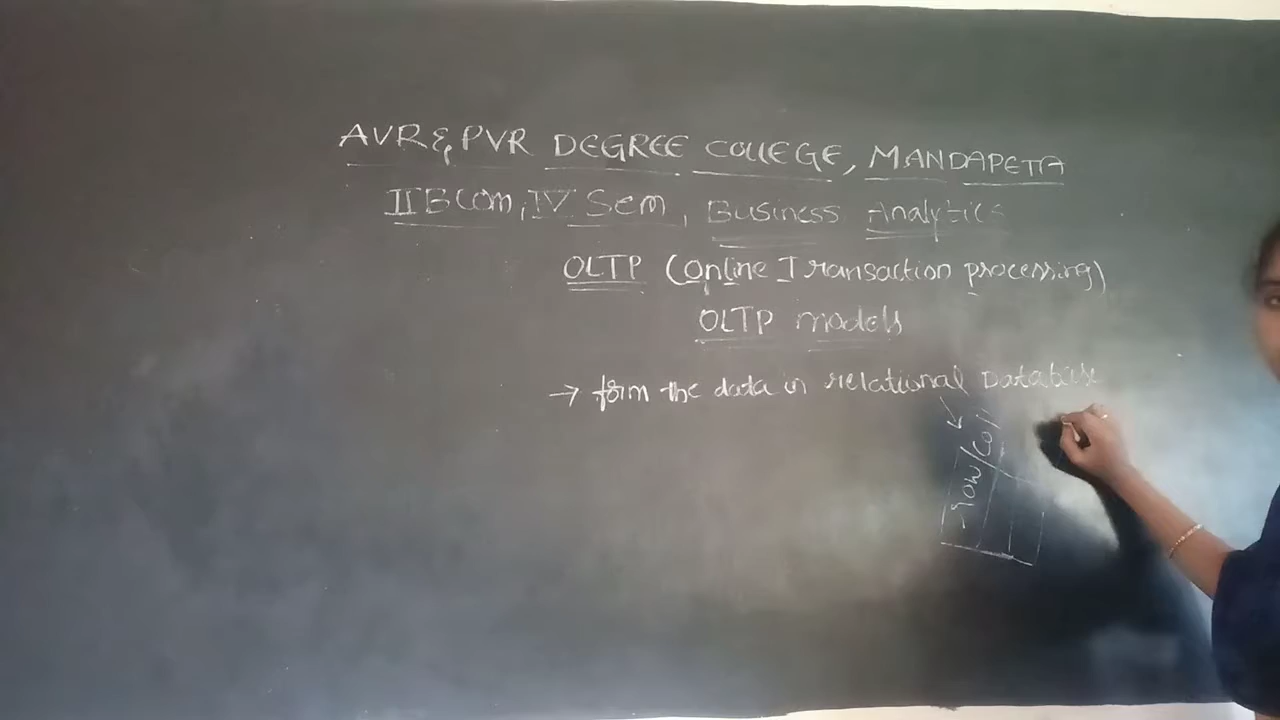 AVR & PVR DEGREE COLLEGE, MANDAPETA
II BCom, IV Sem, Business Analytics
OLTP (Online Transaction processing)
OLTP models
→ form the data in relational Database
row/col